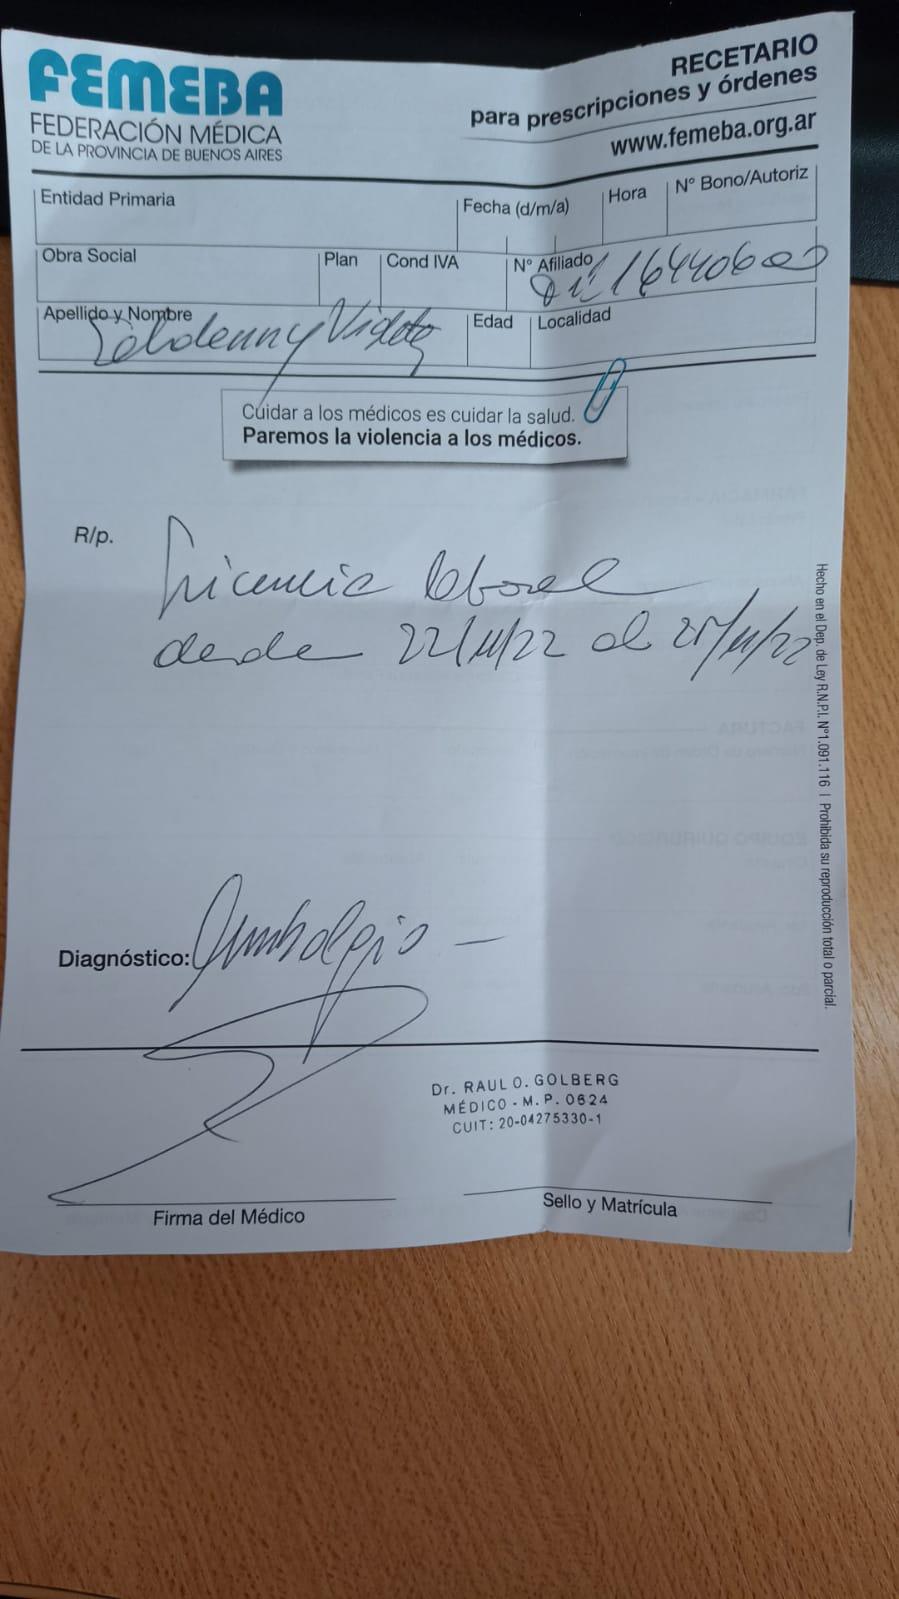 FEMEBA
FEDERACIÓN MÉDICA
DE LA PROVINCIA DE BUENOS AIRES
RECETARIO
para prescripciones y órdenes
www.femeba.org.ar
Entidad Primaria
Fecha (d/m/a)
Hora
N° Bono/Autoriz
Obra Social
Plan
Cond IVA
N° Afiliado
Apellido y Nombre
Edad
Localidad
Cuidar a los médicos es cuidar la salud.
Paremos la violencia a los médicos.
R/p.
Licencia laboral
desde 22/11/22 al 25/11/22
Diagnóstico: Lumbalgia -
Dr. RAUL O. GOLBERG
MÉDICO - M. P. 0624
CUIT: 20-04275330-1
Firma del Médico
Sello y Matrícula
Hecho en el Dep. de Ley R.N.P.I. N°1.091.116 | Prohibida su reproducción total o parcial.